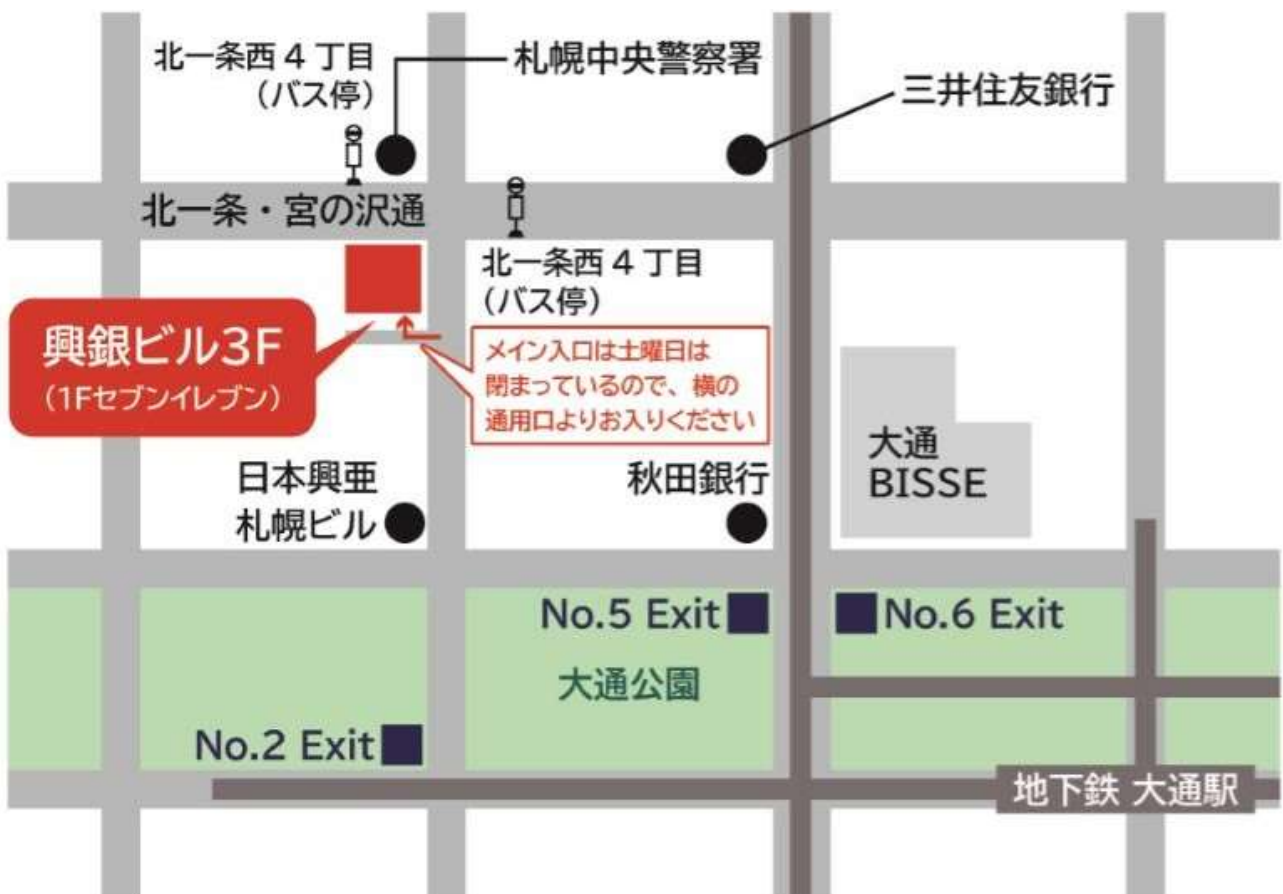 北一条西 4 丁目
（バス停）
札幌中央警察署
三井住友銀行
北一条・宮の沢通
北一条西 4 丁目
（バス停）
興銀ビル3F
（1Fセブンイレブン）
メイン入口は土曜日は
閉まっているので、横の
通用口よりお入りください
大通
BISSE
日本興亜
札幌ビル
秋田銀行
No.5 Exit
No.6 Exit
大通公園
No.2 Exit
地下鉄 大通駅